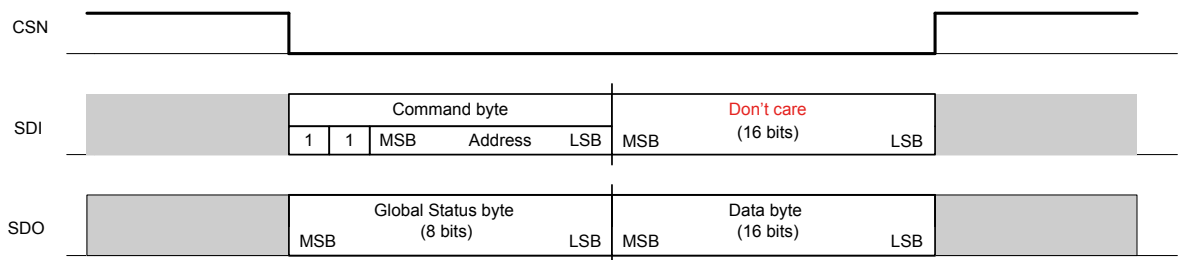 CSN
SDI
Command byte
1 1 MSB Address LSB
Don't care
(16 bits)
MSB LSB
SDO
Global Status byte
(8 bits)
MSB LSB
Data byte
(16 bits)
MSB LSB